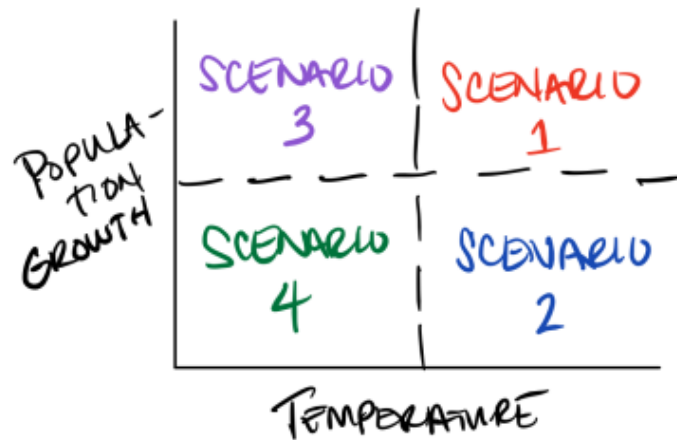 SCENARIO
3
SCENARIO
1
POPULA-
TION
GROWTH
SCENARIO
4
SCENARIO
2
TEMPERATURE